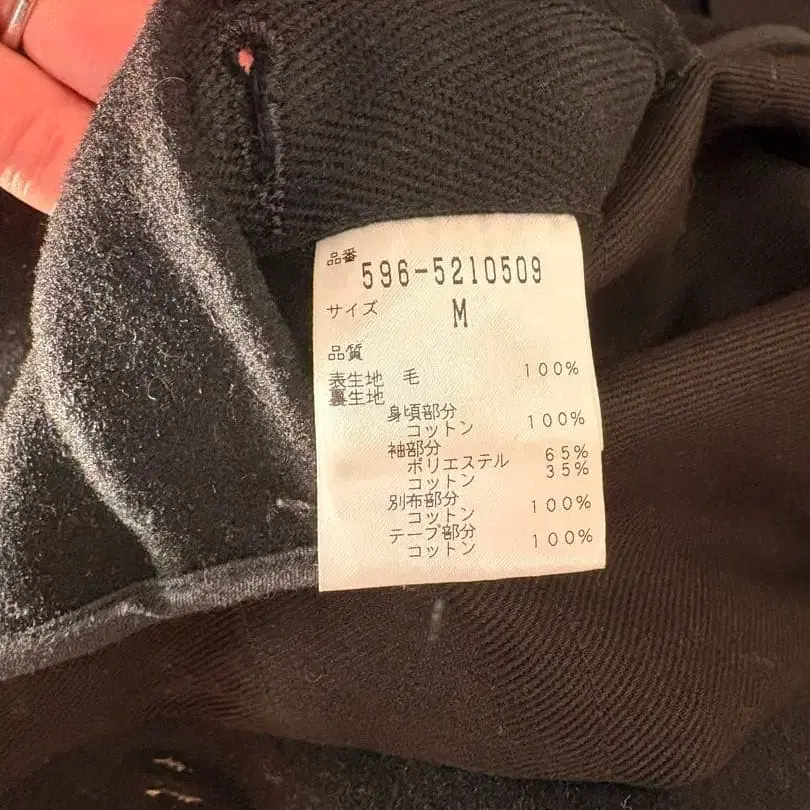 品番 596-5210509
サイズ M
品質
表生地 毛 100%
裏生地
身頃部分
コットン 100%
袖部分
ポリエステル 65%
コットン 35%
別布部分
コットン 100%
テープ部分
コットン 100%